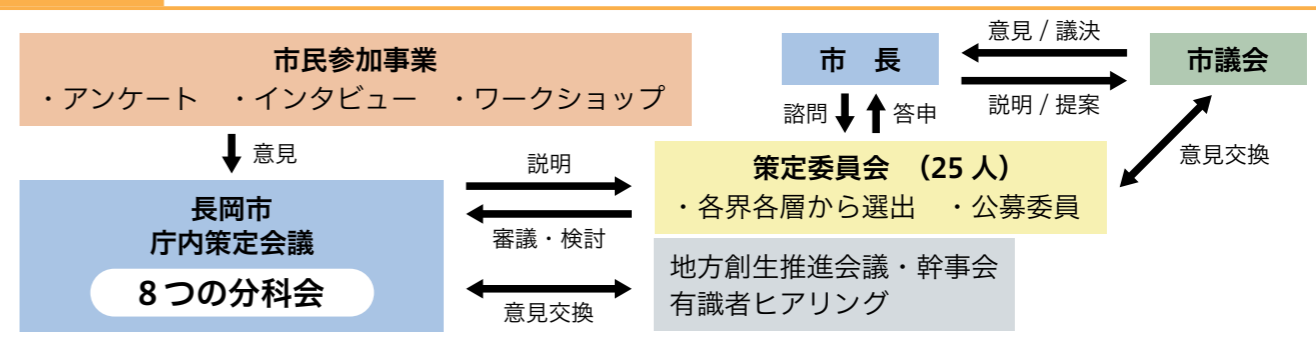 市民参加事業
・アンケート ・インタビュー ・ワークショップ
意見
長岡市
庁内策定会議
8つの分科会
説明
審議・検討
意見交換
市 長
意見 / 議決
説明 / 提案
市議会
諮問
答申
意見交換
策定委員会 (25 人)
・各界各層から選出 ・公募委員
地方創生推進会議・幹事会
有識者ヒアリング